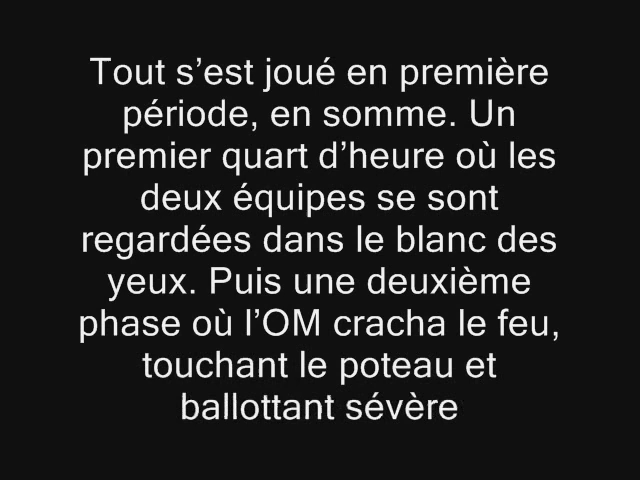 Tout s’est joué en première
période, en somme. Un
premier quart d’heure où les
deux équipes se sont
regardées dans le blanc des
yeux. Puis une deuxième
phase où l’OM cracha le feu,
touchant le poteau et
ballottant sévère